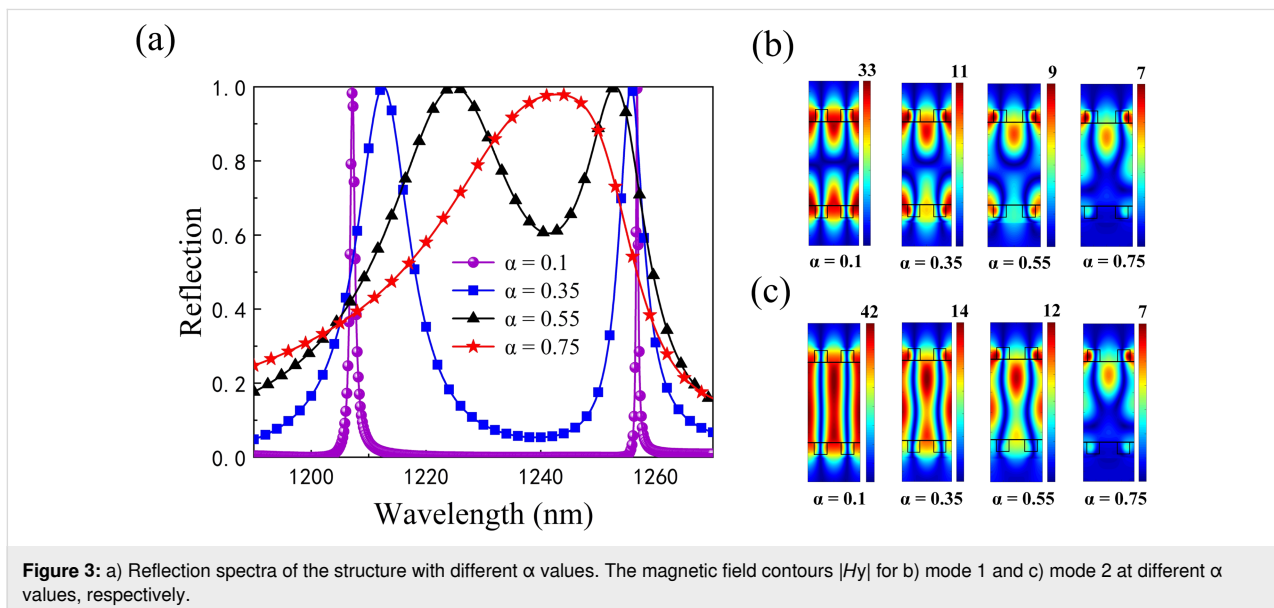 (a)
Reflection
1.0
0.8
0.6
0.4
0.2
0.0
α = 0.1
α = 0.35
α = 0.55
α = 0.75
1200 1220 1240 1260
Wavelength (nm)
(b)
33 11 9 7
α = 0.1 α = 0.35 α = 0.55 α = 0.75
(c)
42 14 12 7
α = 0.1 α = 0.35 α = 0.55 α = 0.75
Figure 3: a) Reflection spectra of the structure with different α values. The magnetic field contours |Hy| for b) mode 1 and c) mode 2 at different α
values, respectively.